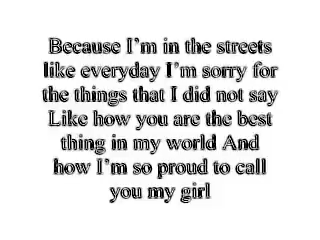 Because I'm in the streets
like everyday I'm sorry for
the things that I did not say
Like how you are the best
thing in my world And
how I'm so proud to call
you my girl